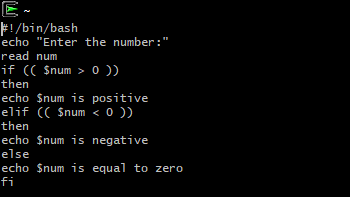 ~
#!/bin/bash
echo "Enter the number:"
read num
if (( $num > 0 ))
then
echo $num is positive
elif (( $num < 0 ))
then
echo $num is negative
else
echo $num is equal to zero
fi